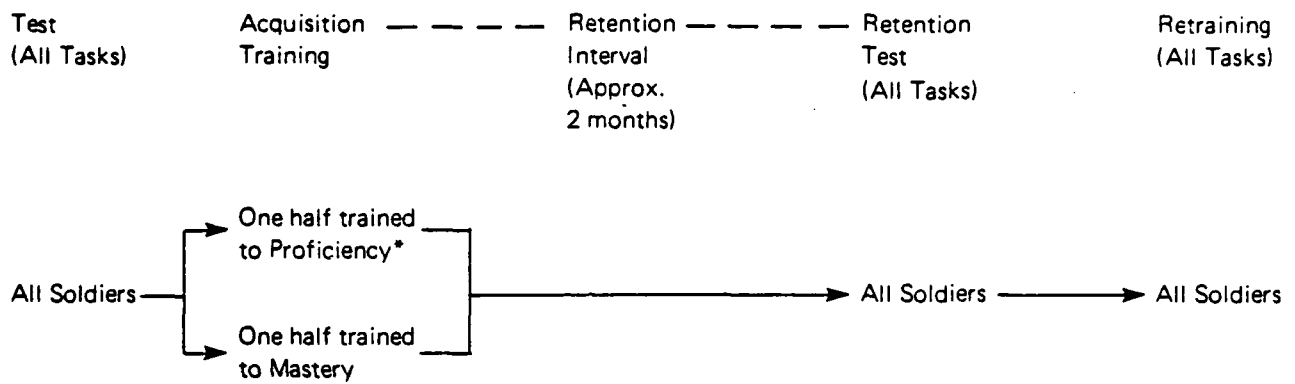 Test
(All Tasks)
Acquisition
Training
Retention
Interval
(Approx.
2 months)
Retention
Test
(All Tasks)
Retraining
(All Tasks)
One half trained
to Proficiency*
All Soldiers
One half trained
to Mastery
All Soldiers
All Soldiers